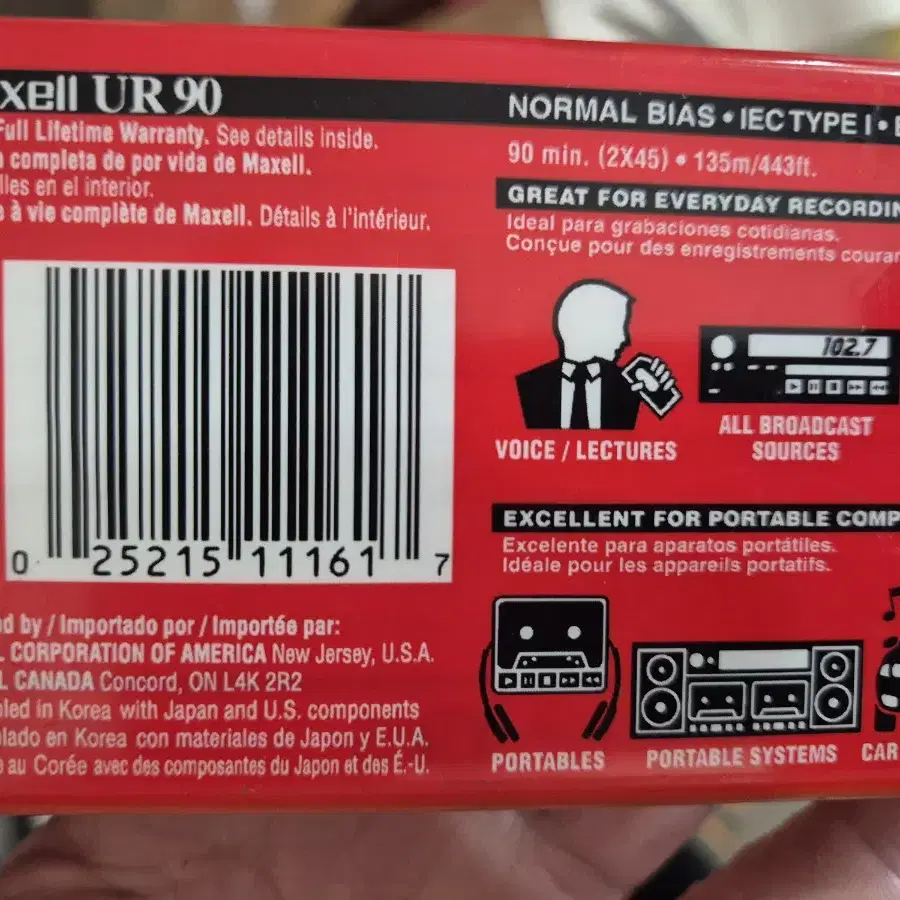 xell UR 90
Full Lifetime Warranty. See details inside.
completa de por vida de Maxell.
lles en el interior.
à vie complète de Maxell. Détails à l'intérieur.
0 25215 11161 7
d by / Importado por / Importée par:
L CORPORATION OF AMERICA New Jersey, U.S.A.
L CANADA Concord, ON L4K 2R2
led in Korea with Japan and U.S. components
lado en Korea con materiales de Japon y E.U.A.
au Corée avec des composantes du Japon et des É.-U.
NORMAL BIAS • IEC TYPE I •
90 min. (2X45) • 135m/443ft.
GREAT FOR EVERYDAY RECORDIN
Ideal para grabaciones cotidianas.
Conçue pour des enregistrements couran
102.7
VOICE / LECTURES
ALL BROADCAST
SOURCES
EXCELLENT FOR PORTABLE COMP
Excelente para aparatos portátiles.
Idéale pour les appareils portatifs.
PORTABLES
PORTABLE SYSTEMS
CAR